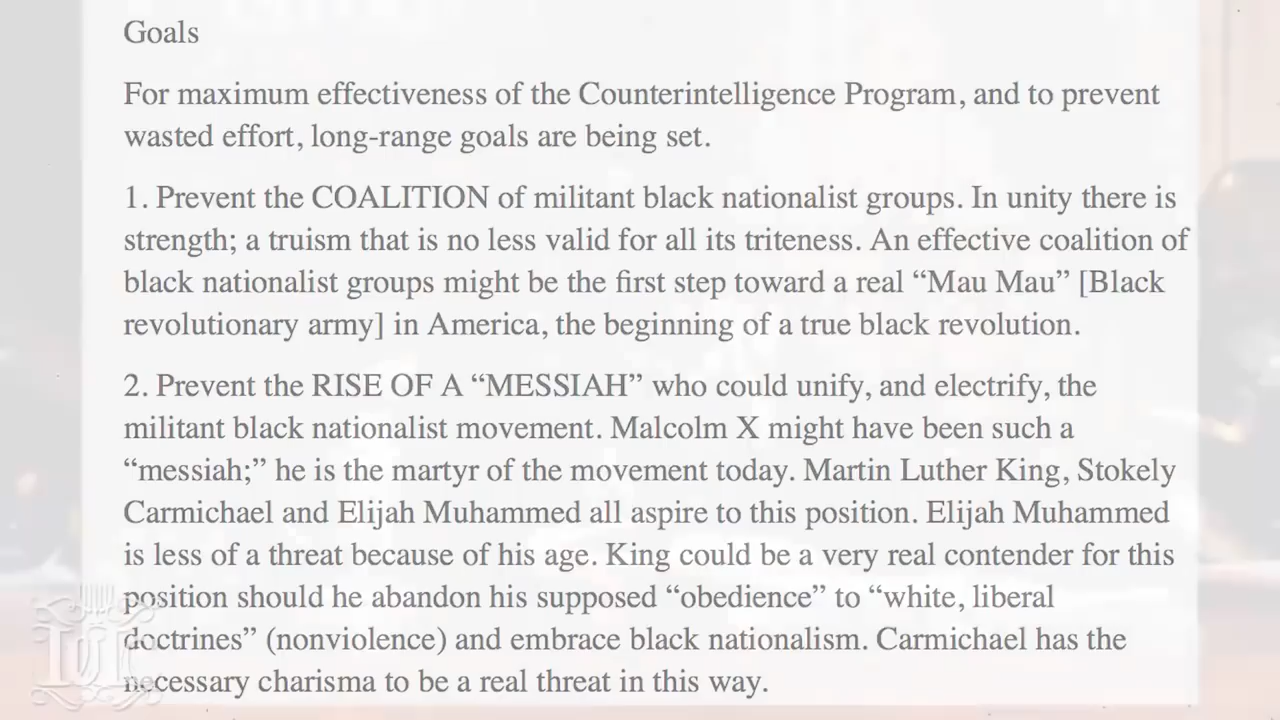 Goals
For maximum effectiveness of the Counterintelligence Program, and to prevent
wasted effort, long-range goals are being set.
1. Prevent the COALITION of militant black nationalist groups. In unity there is
strength; a truism that is no less valid for all its triteness. An effective coalition of
black nationalist groups might be the first step toward a real “Mau Mau” [Black
revolutionary army] in America, the beginning of a true black revolution.
2. Prevent the RISE OF A “MESSIAH” who could unify, and electrify, the
militant black nationalist movement. Malcolm X might have been such a
“messiah;” he is the martyr of the movement today. Martin Luther King, Stokely
Carmichael and Elijah Muhammed all aspire to this position. Elijah Muhammed
is less of a threat because of his age. King could be a very real contender for this
position should he abandon his supposed “obedience” to “white, liberal
doctrines” (nonviolence) and embrace black nationalism. Carmichael has the
necessary charisma to be a real threat in this way.